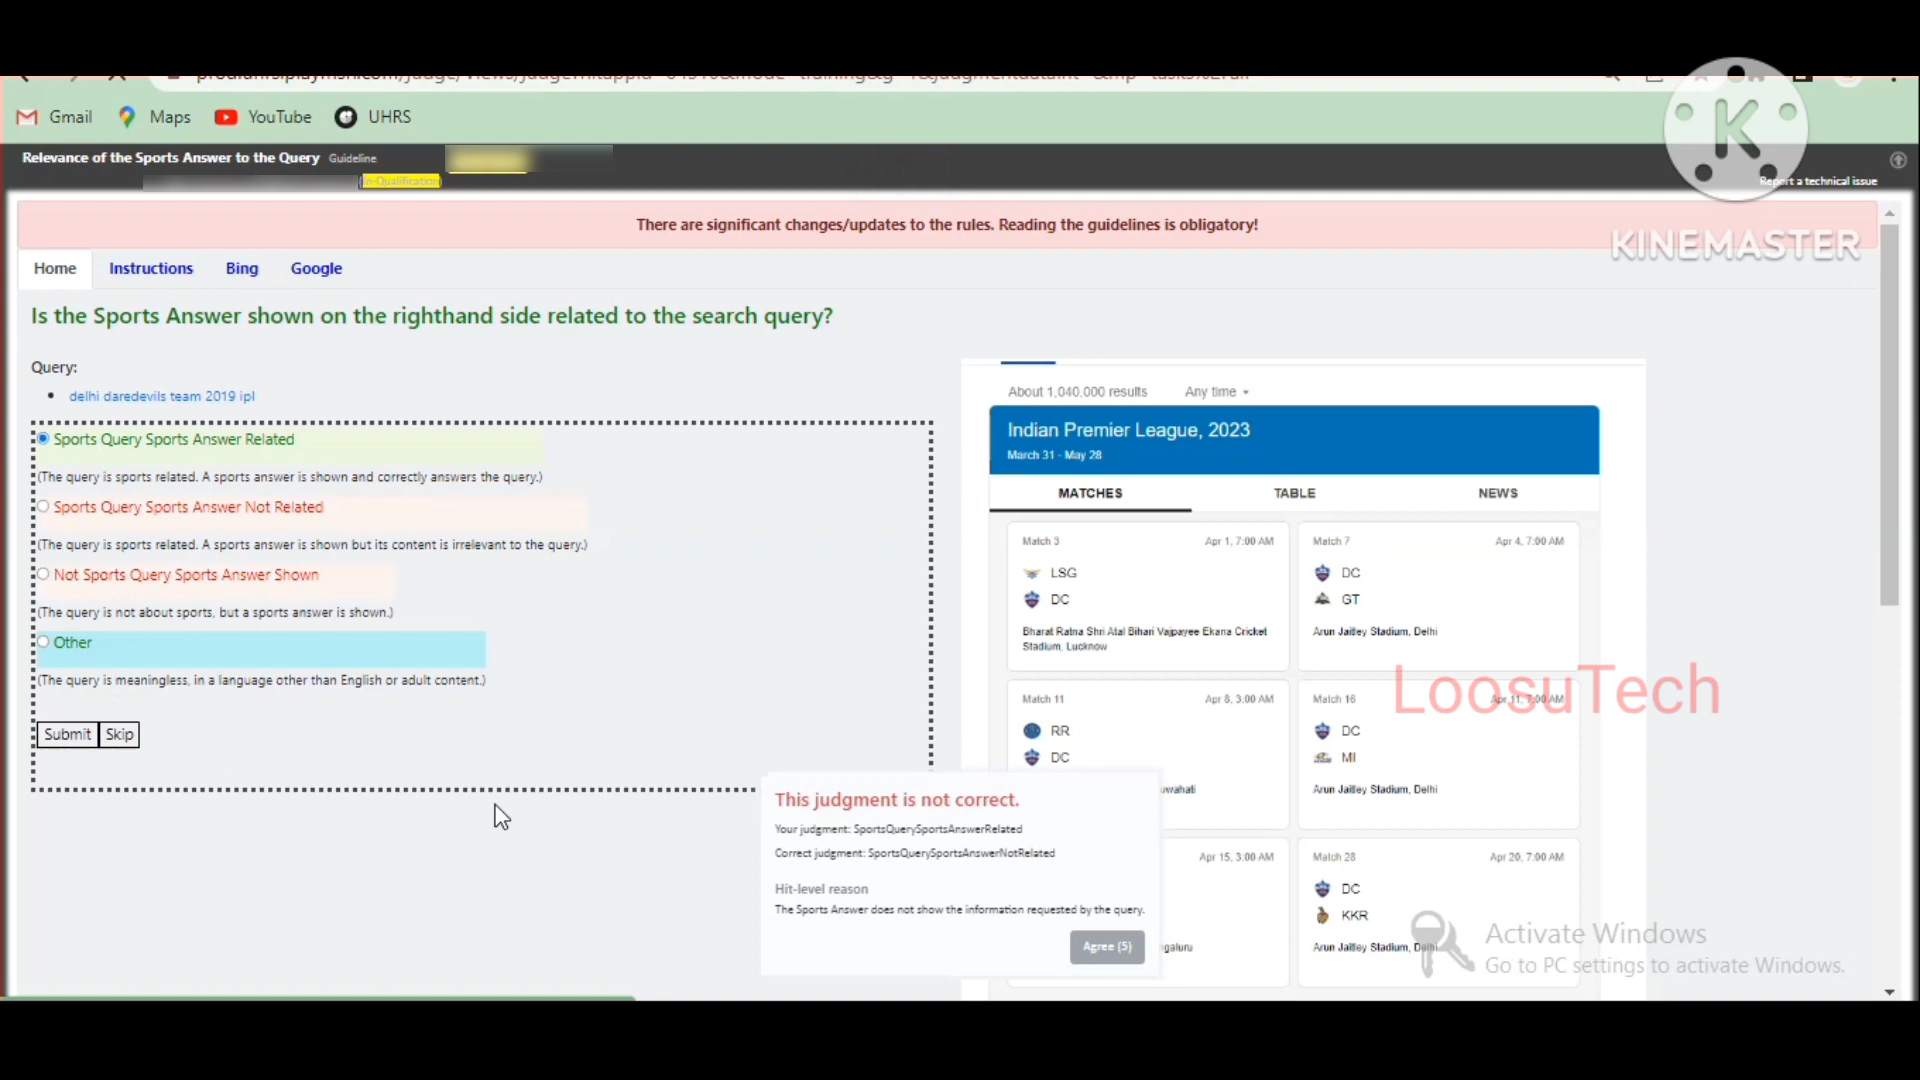 Gmail Maps YouTube UHRS
Relevance of the Sports Answer to the Query Guideline
(In-Qualification)
Report a technical issue
K
KINEMASTER
There are significant changes/updates to the rules. Reading the guidelines is obligatory!
Home Instructions Bing Google
Is the Sports Answer shown on the righthand side related to the search query?
Query:
delhi daredevils team 2019 ipl
Sports Query Sports Answer Related
(The query is sports related. A sports answer is shown and correctly answers the query.)
Sports Query Sports Answer Not Related
(The query is sports related. A sports answer is shown but its content is irrelevant to the query.)
Not Sports Query Sports Answer Shown
(The query is not about sports, but a sports answer is shown.)
Other
(The query is meaningless, in a language other than English or adult content.)
Submit Skip
About 1,040,000 results Any time
Indian Premier League, 2023
March 31 - May 28
MATCHES TABLE NEWS
Match 3 Apr 1, 7:00 AM
LSG
DC
Bharat Ratna Shri Atal Bihari Vajpayee Ekana Cricket
Stadium, Lucknow
Match 7 Apr 4, 7:00 AM
DC
GT
Arun Jaitley Stadium, Delhi
Match 11 Apr 8, 3:00 AM
RR
DC
uwahati
Match 16 Apr 11, 7:00 AM
DC
MI
Arun Jaitley Stadium, Delhi
LoosuTech
Apr 15, 3:00 AM
galuru
Match 28 Apr 20, 7:00 AM
DC
KKR
Arun Jaitley Stadium, Delhi
This judgment is not correct.
Your judgment: SportsQuerySportsAnswerRelated
Correct judgment: SportsQuerySportsAnswerNotRelated
Hit-level reason
The Sports Answer does not show the information requested by the query.
Agree (5)
Activate Windows
Go to PC settings to activate Windows.